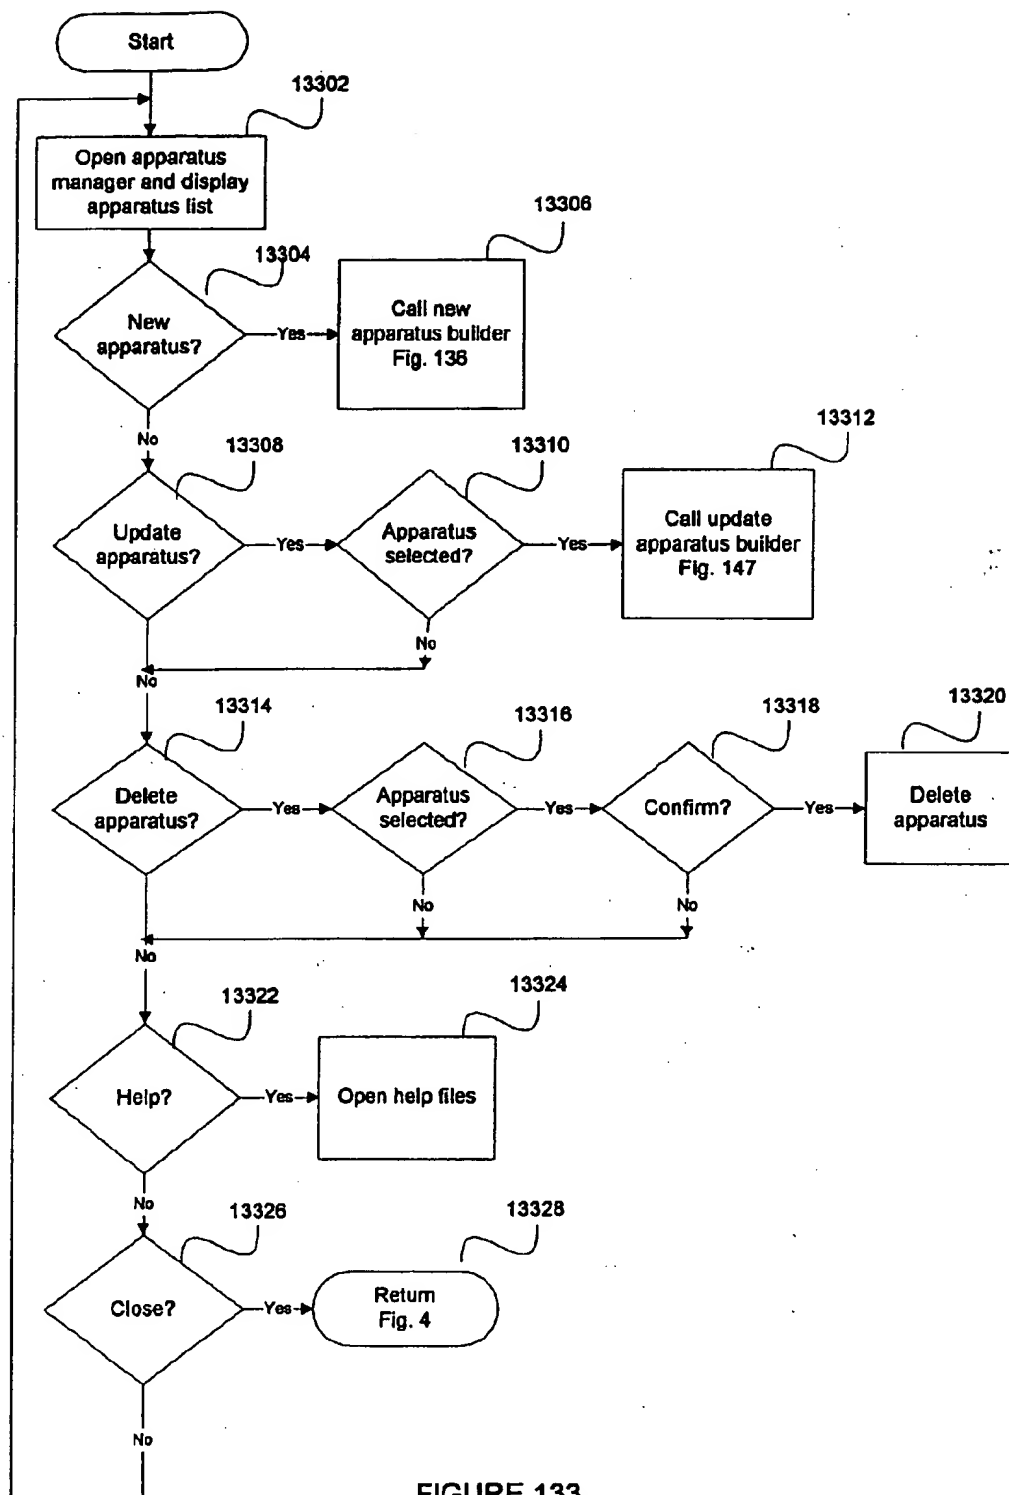 Start
13302
Open apparatus
manager and display
apparatus list
13304
New
apparatus?
Yes
13306
Call new
apparatus builder
Fig. 136
No
13308
Update
apparatus?
Yes
13310
Apparatus
selected?
Yes
13312
Call update
apparatus builder
Fig. 147
No
No
13314
Delete
apparatus?
Yes
13316
Apparatus
selected?
Yes
13318
Confirm?
Yes
13320
Delete
apparatus
No
No
No
13322
Help?
Yes
13324
Open help files
No
13326
Close?
Yes
13328
Return
Fig. 4
No
FIGURE 133